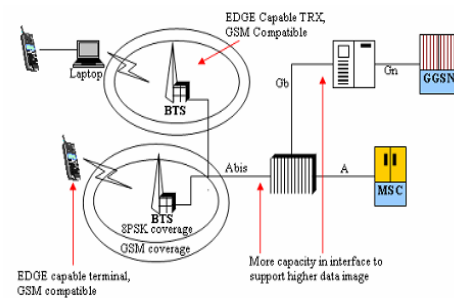 EDGE Capable TRX,
GSM Compatible
Laptop
BTS
Gb
Gn
GGSN
Abis
A
MSC
BTS
8PSK coverage
GSM coverage
EDGE capable terminal,
GSM compatible
More capacity in interface to
support higher data image